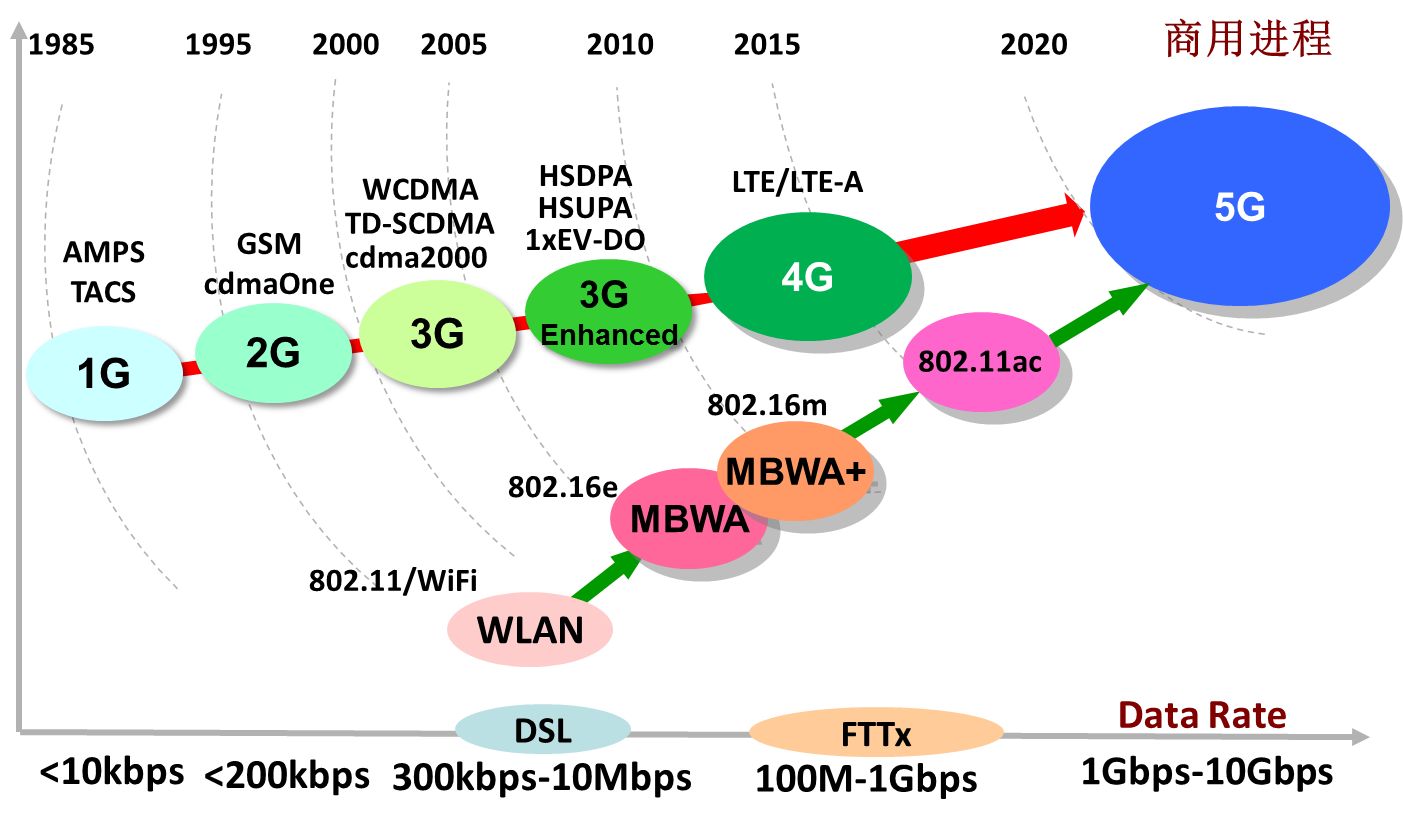 1985
1995
2000
2005
2010
2015
2020
商用进程
AMPS
TACS
1G
GSM
cdmaOne
2G
WCDMA
TD-SCDMA
cdma2000
3G
HSDPA
HSUPA
1xEV-DO
3G
Enhanced
LTE/LTE-A
4G
5G
802.11ac
802.16m
MBWA+
802.16e
MBWA
802.11/WiFi
WLAN
DSL
FTTx
Data Rate
<10kbps
<200kbps
300kbps-10Mbps
100M-1Gbps
1Gbps-10Gbps